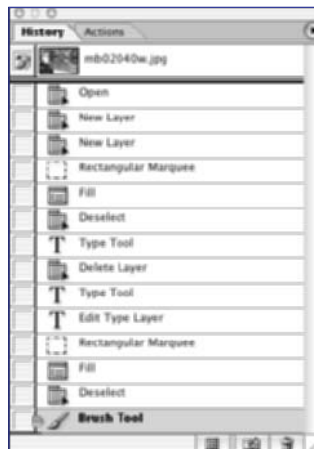 History Actions
mb02040w.jpg
Open
New Layer
New Layer
Rectangular Marquee
Fill
Deselect
Type Tool
Delete Layer
Type Tool
Edit Type Layer
Rectangular Marquee
Fill
Deselect
Brush Tool